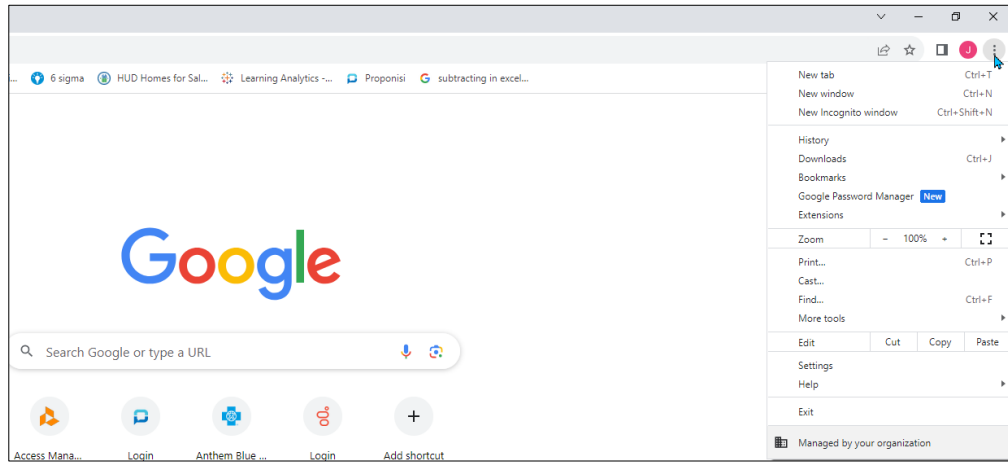 J
... 6 sigma HUD Homes for Sal... Learning Analytics -... Proponisi G subtracting in excel...
New tab Ctrl+T
New window Ctrl+N
New Incognito window Ctrl+Shift+N
History
Downloads Ctrl+J
Bookmarks
Google Password Manager New
Extensions
Zoom - 100% +
Print... Ctrl+P
Cast...
Find... Ctrl+F
More tools
Edit Cut Copy Paste
Settings
Help
Exit
Managed by your organization
Google
Search Google or type a URL
Access Mana... Login Anthem Blue ... Login Add shortcut